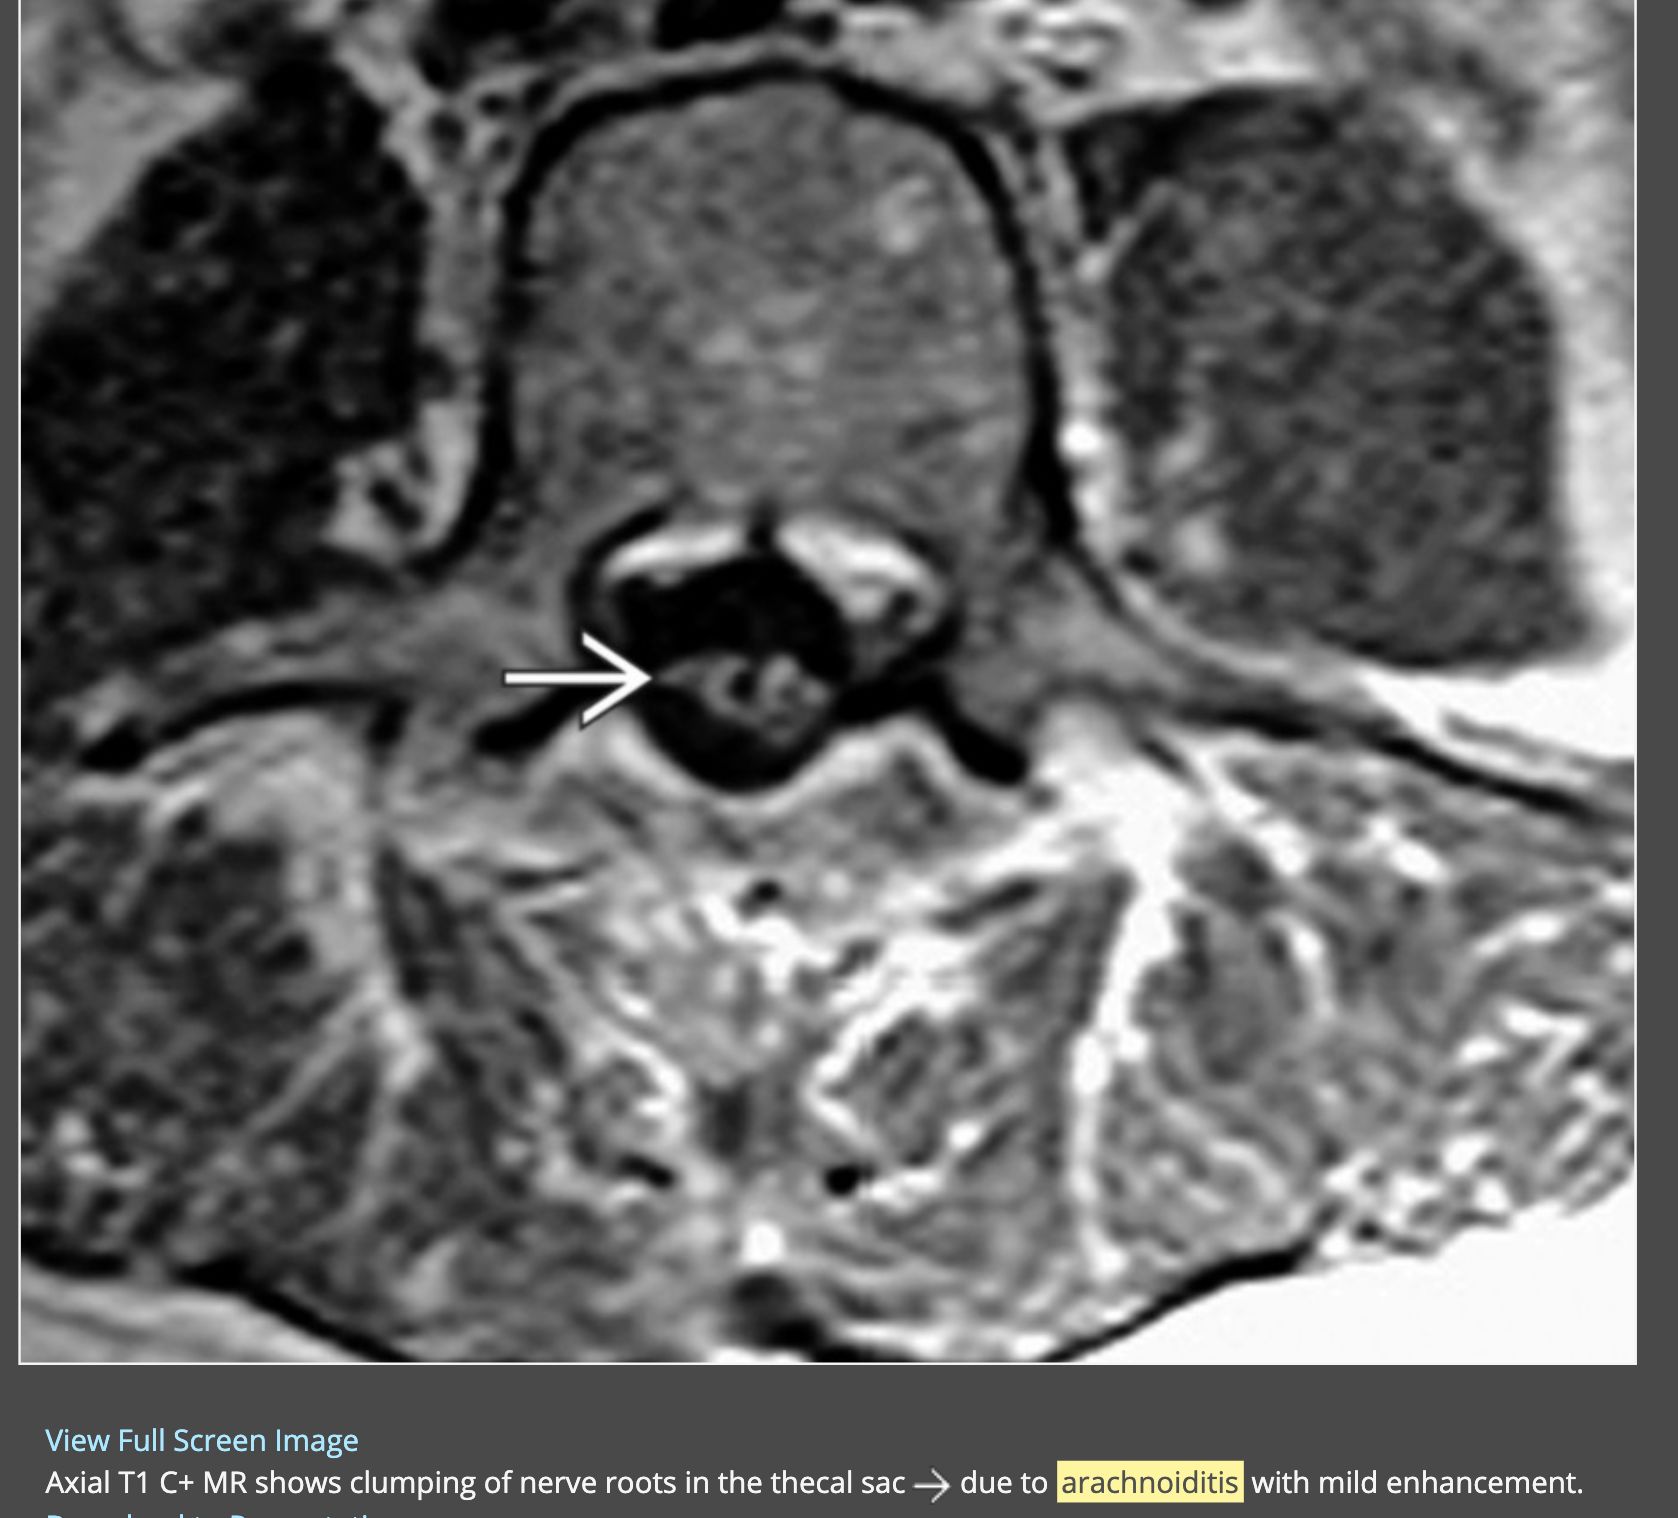 View Full Screen Image
Axial T1 C+ MR shows clumping of nerve roots in the thecal sac → due to arachnoiditis with mild enhancement.